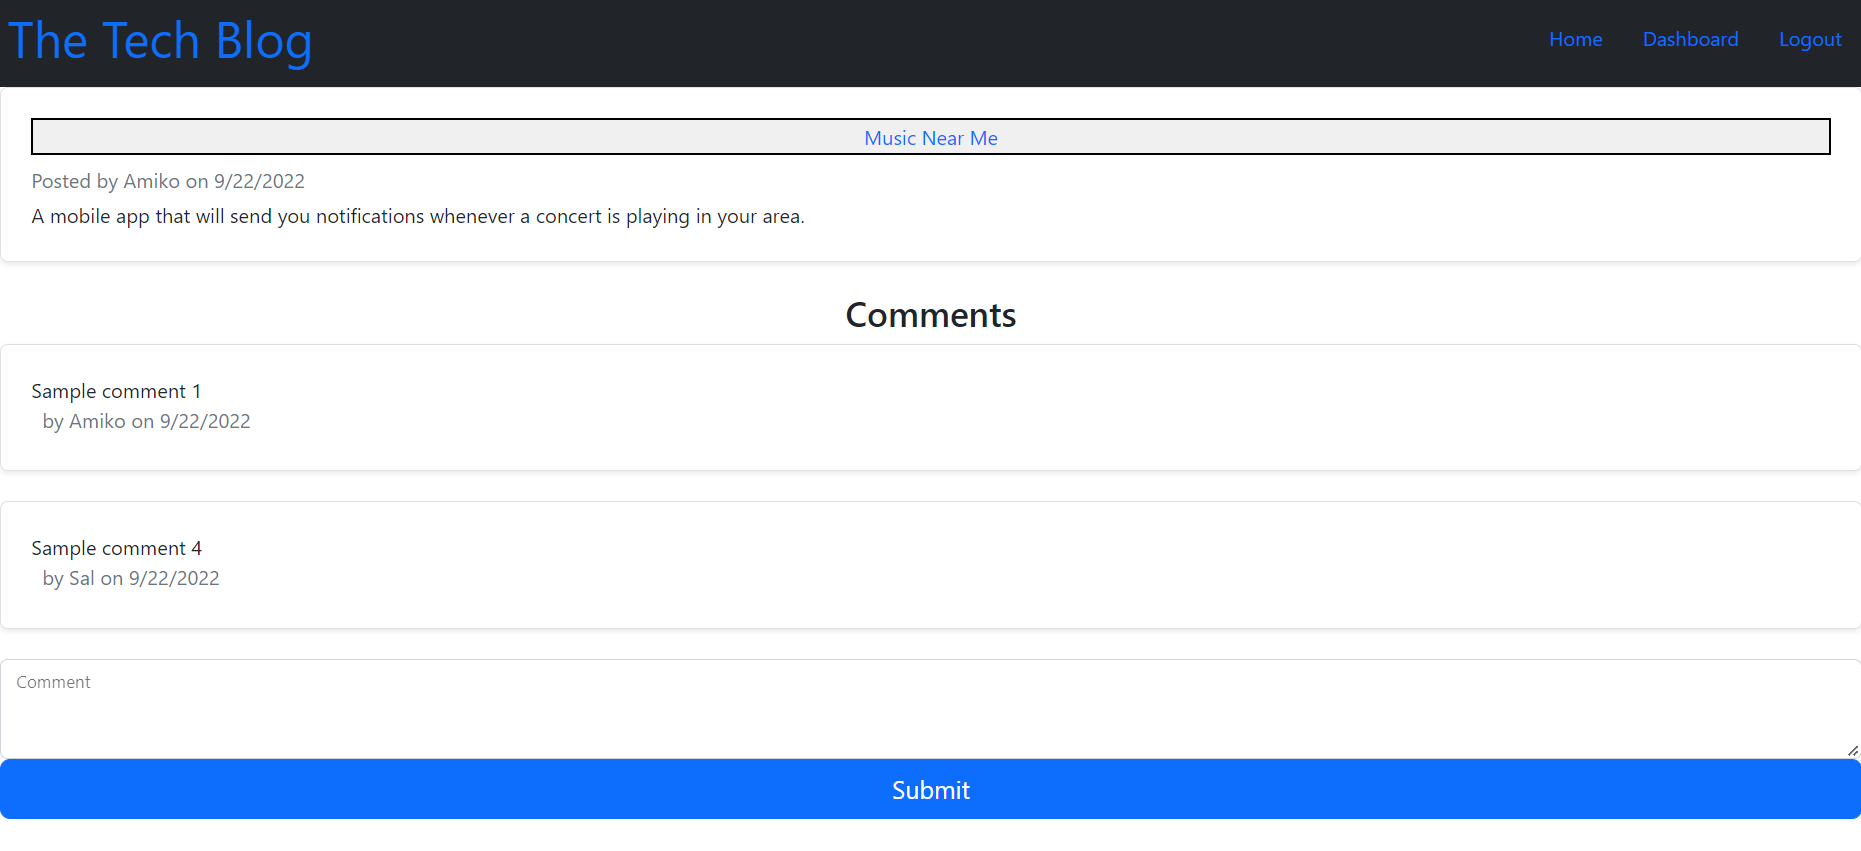 The Tech Blog
Home Dashboard Logout
Music Near Me
Posted by Amiko on 9/22/2022
A mobile app that will send you notifications whenever a concert is playing in your area.
Comments
Sample comment 1
by Amiko on 9/22/2022
Sample comment 4
by Sal on 9/22/2022
Comment
Submit